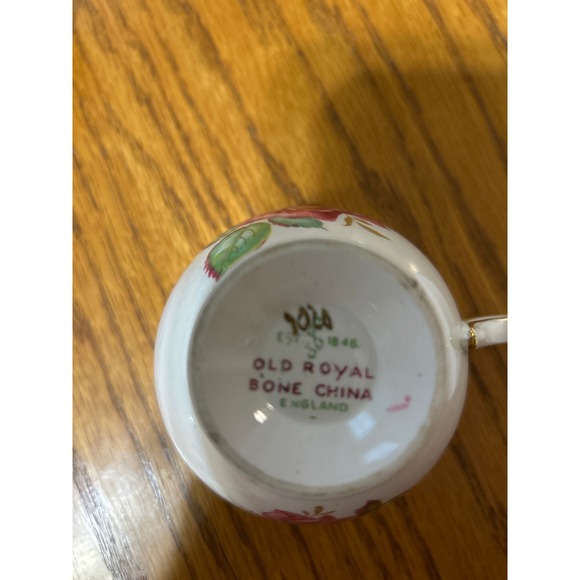 EST 1846.
OLD ROYAL
BONE CHINA
ENGLAND